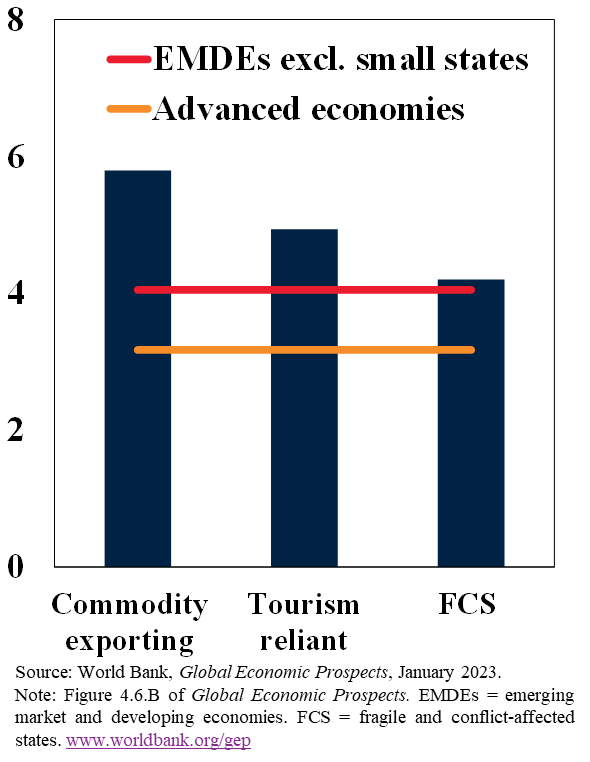 8
EMDEs excl. small states
Advanced economies
6
4
2
0
Commodity exporting
Tourism reliant
FCS
Source: World Bank, Global Economic Prospects, January 2023.
Note: Figure 4.6.B of Global Economic Prospects. EMDEs = emerging
market and developing economies. FCS = fragile and conflict-affected
states. www.worldbank.org/gep